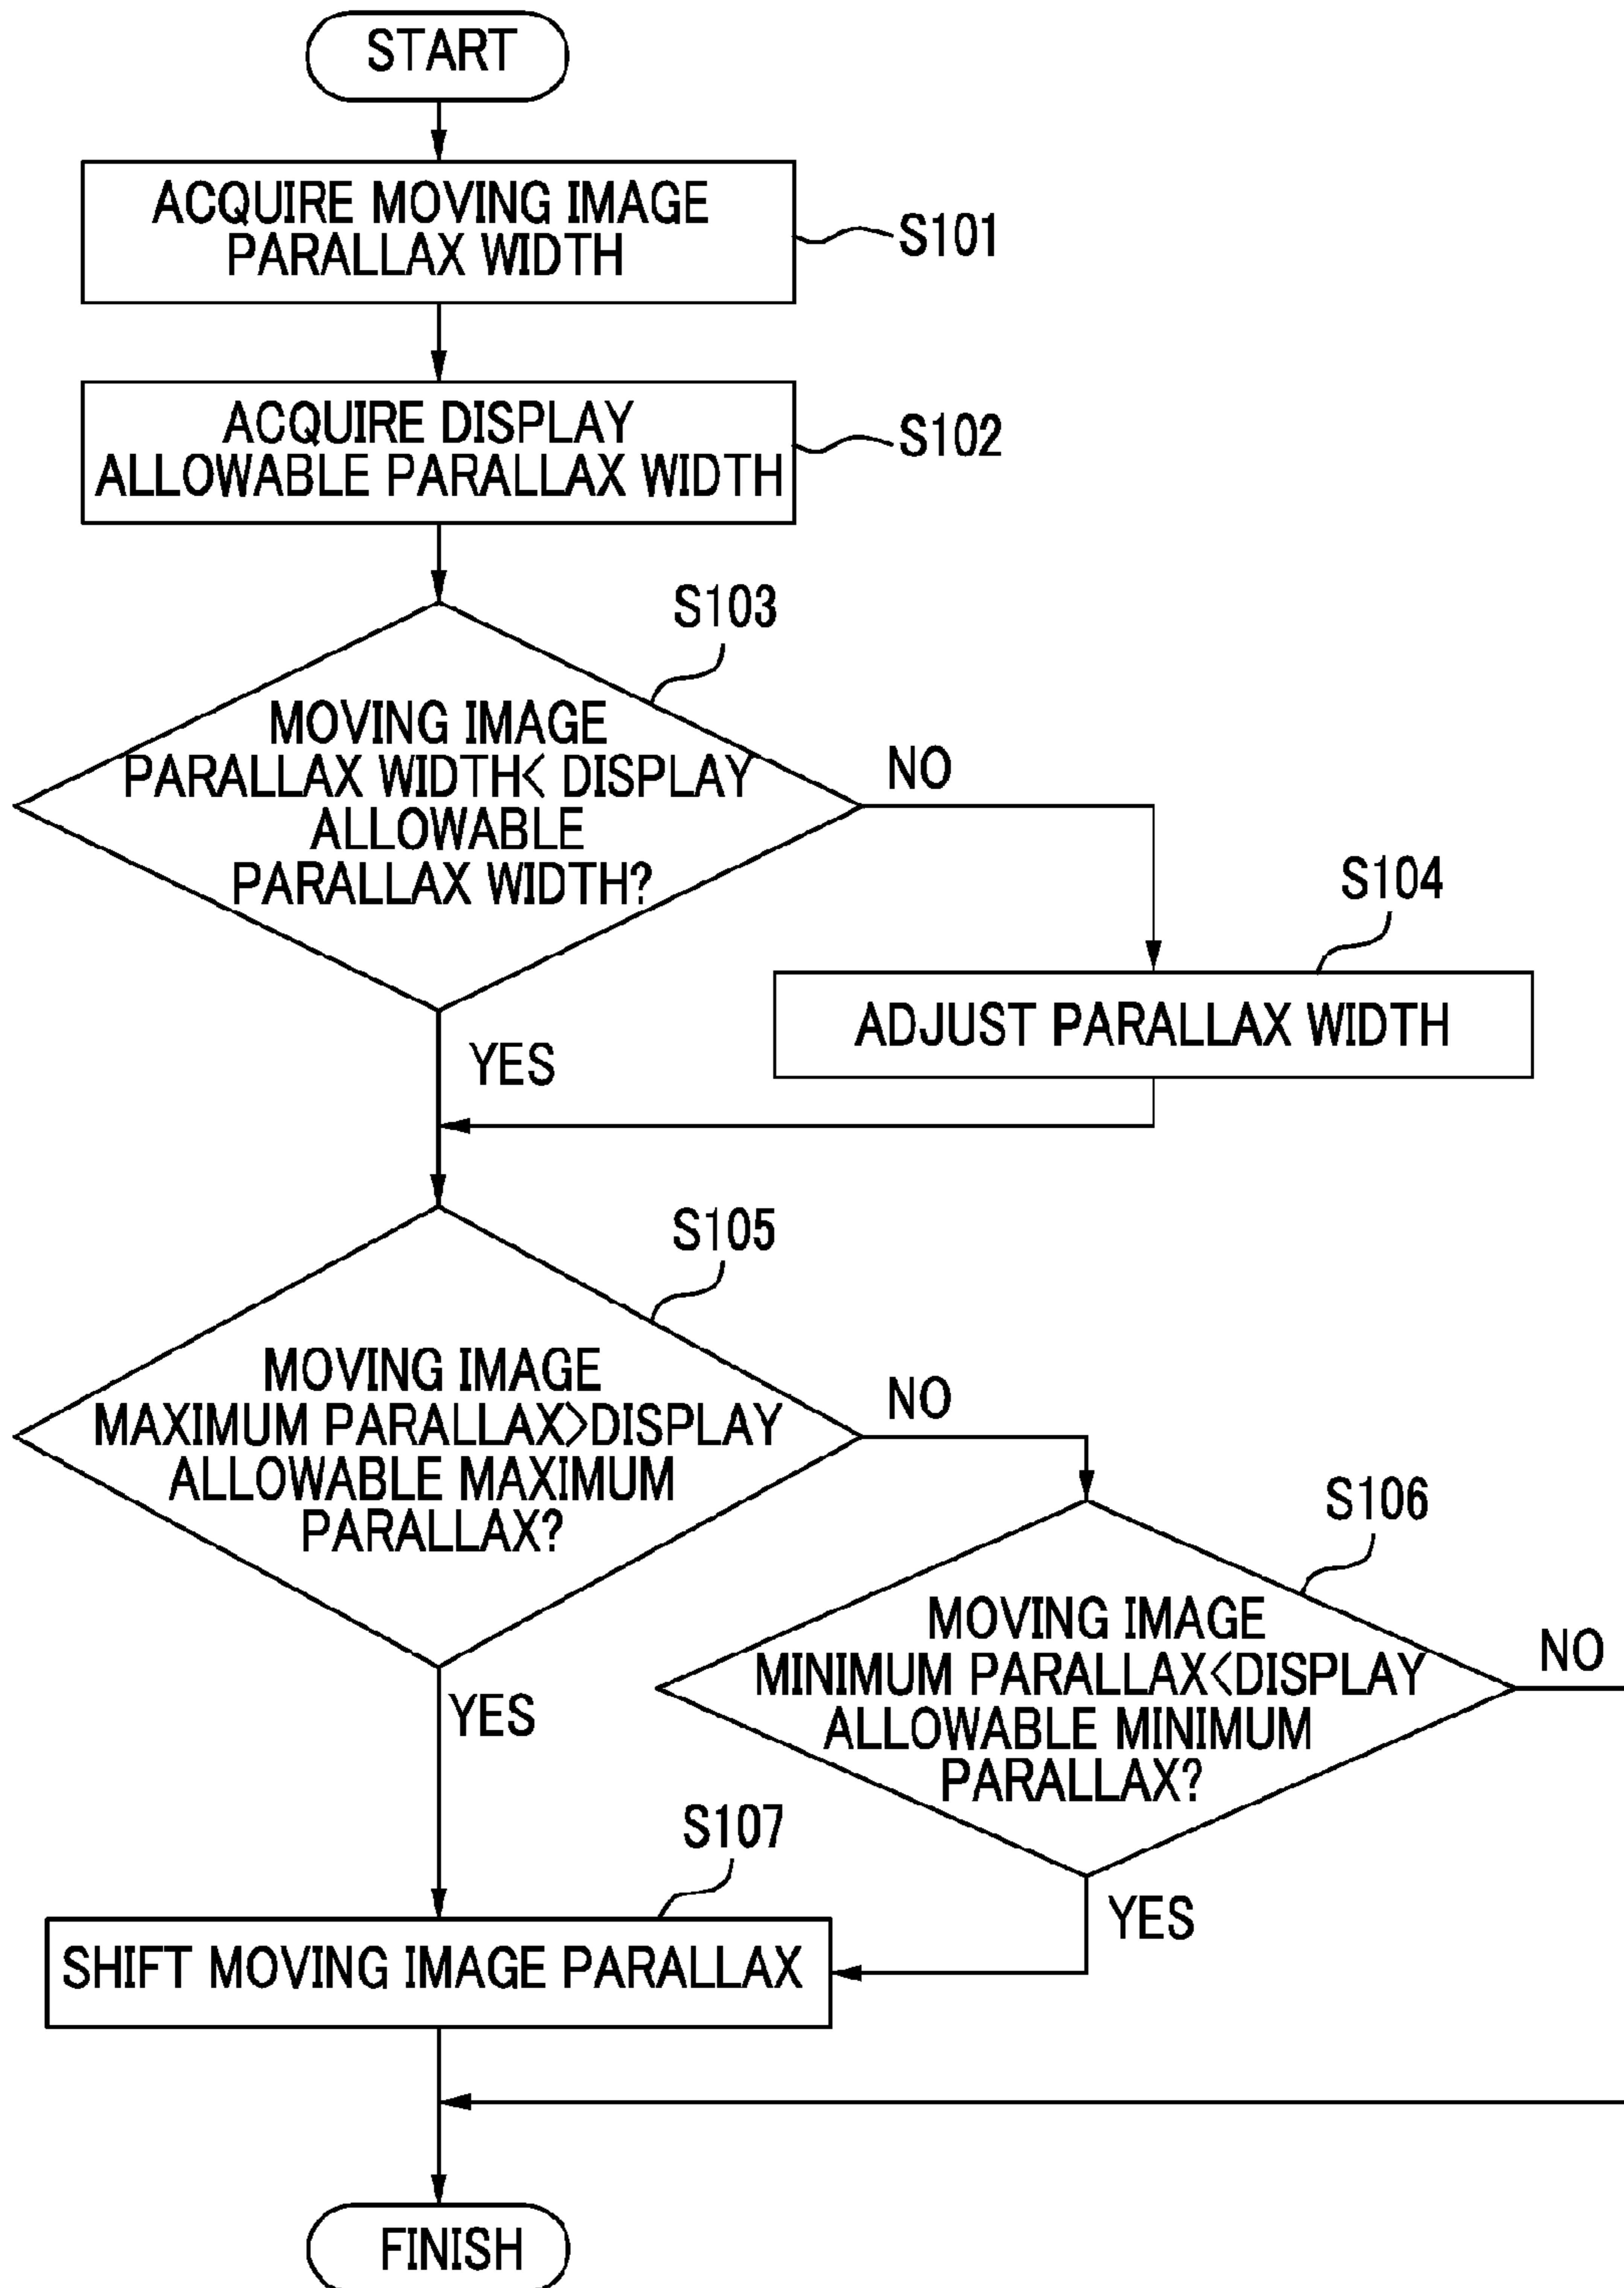 START
ACQUIRE MOVING IMAGE
PARALLAX WIDTH
S101
ACQUIRE DISPLAY
ALLOWABLE PARALLAX WIDTH
S102
S103
MOVING IMAGE
PARALLAX WIDTH< DISPLAY
ALLOWABLE
PARALLAX WIDTH?
NO
YES
S104
ADJUST PARALLAX WIDTH
S105
MOVING IMAGE
MAXIMUM PARALLAX>DISPLAY
ALLOWABLE MAXIMUM
PARALLAX?
NO
YES
S106
MOVING IMAGE
MINIMUM PARALLAX<DISPLAY
ALLOWABLE MINIMUM
PARALLAX?
NO
YES
S107
SHIFT MOVING IMAGE PARALLAX
FINISH